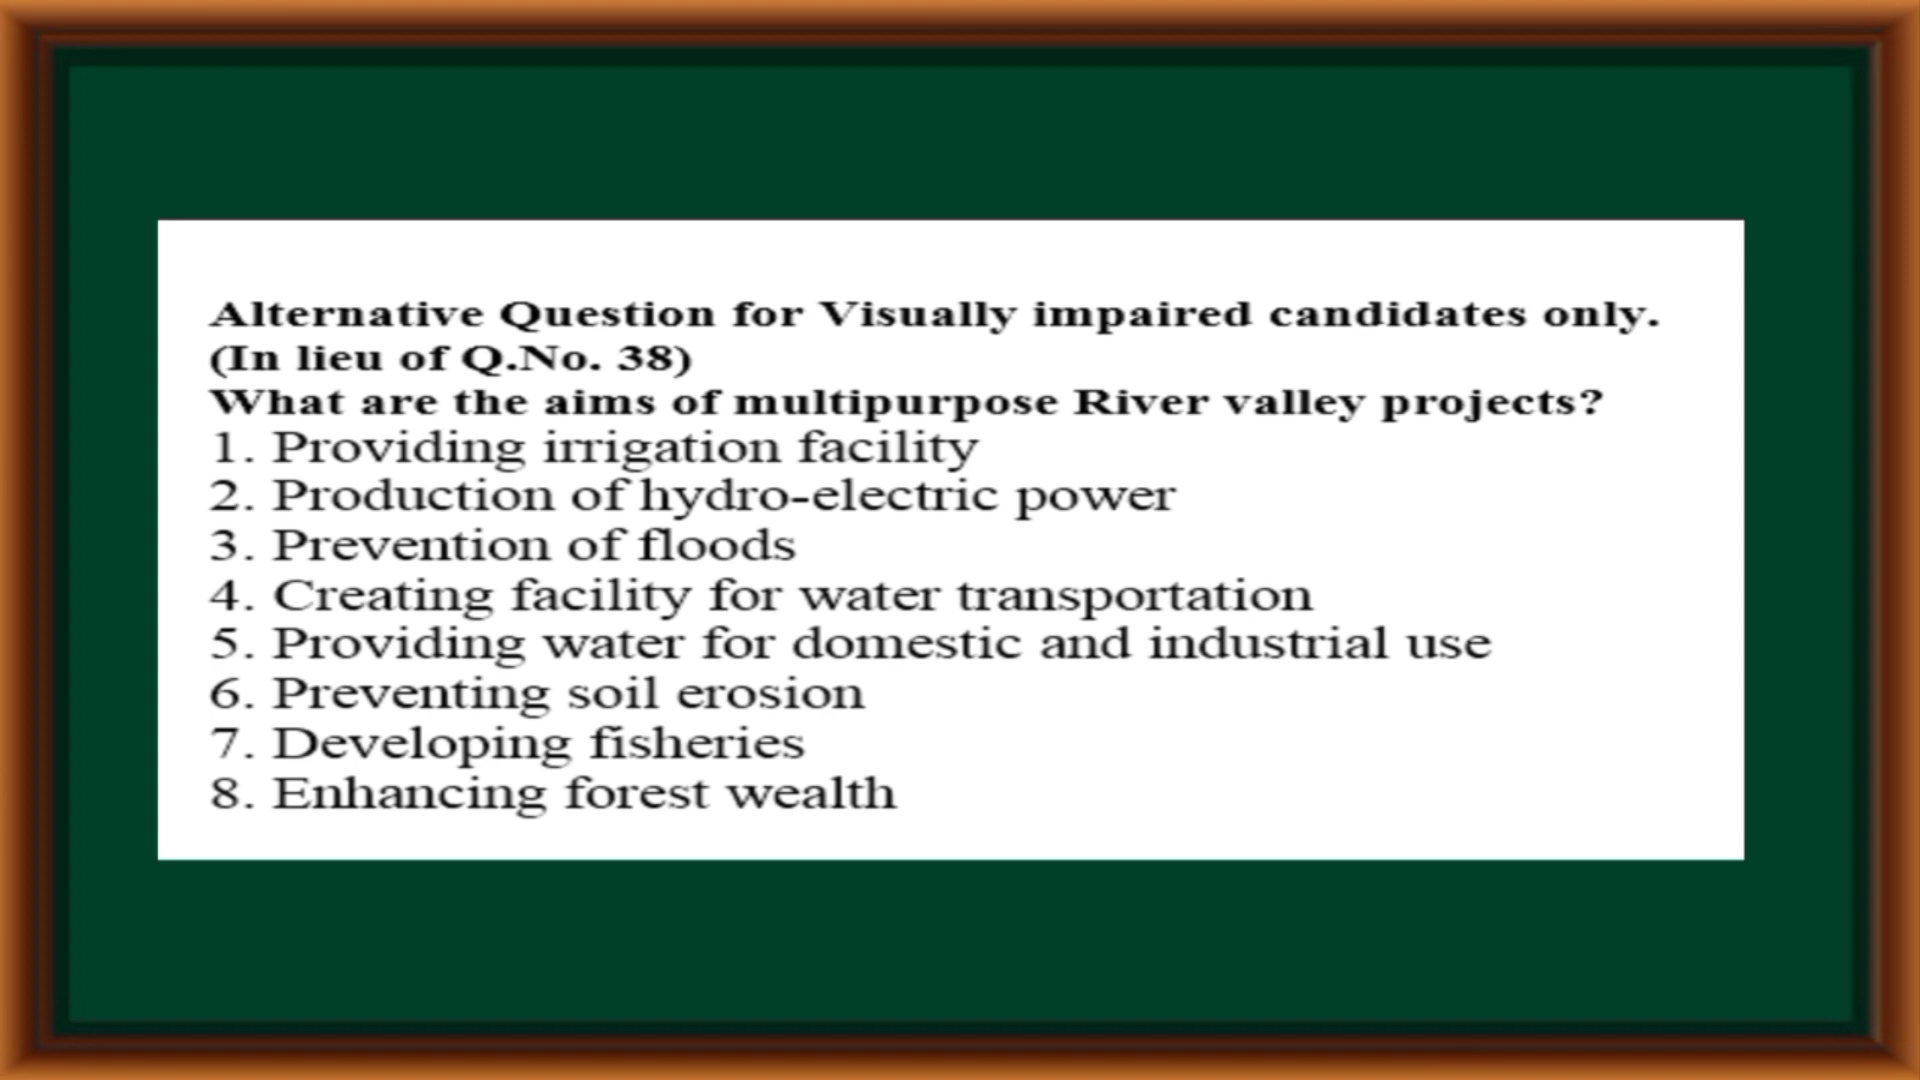 Alternative Question for Visually impaired candidates only.
(In lieu of Q.No. 38)
What are the aims of multipurpose River valley projects?
1. Providing irrigation facility
2. Production of hydro-electric power
3. Prevention of floods
4. Creating facility for water transportation
5. Providing water for domestic and industrial use
6. Preventing soil erosion
7. Developing fisheries
8. Enhancing forest wealth